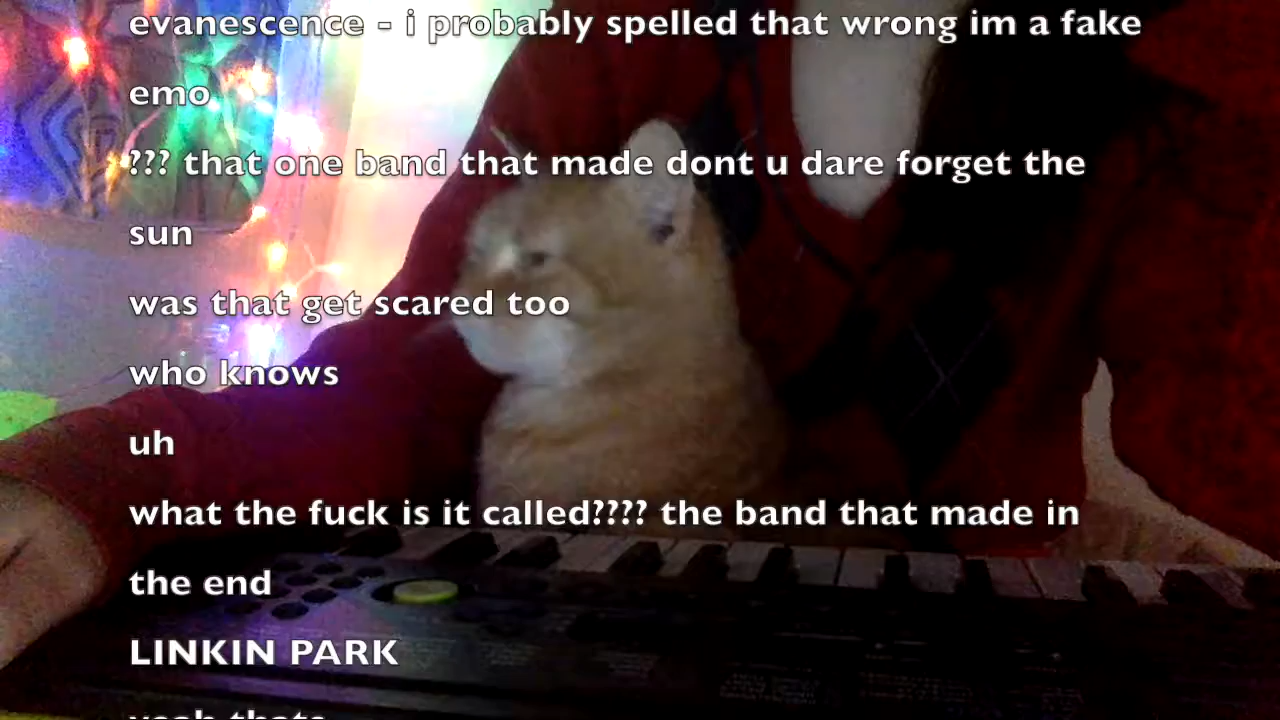 evanescence - i probably spelled that wrong im a fake
emo
??? that one band that made dont u dare forget the
sun
was that get scared too
who knows
uh
what the fuck is it called???? the band that made in
the end
LINKIN PARK
yeah thats